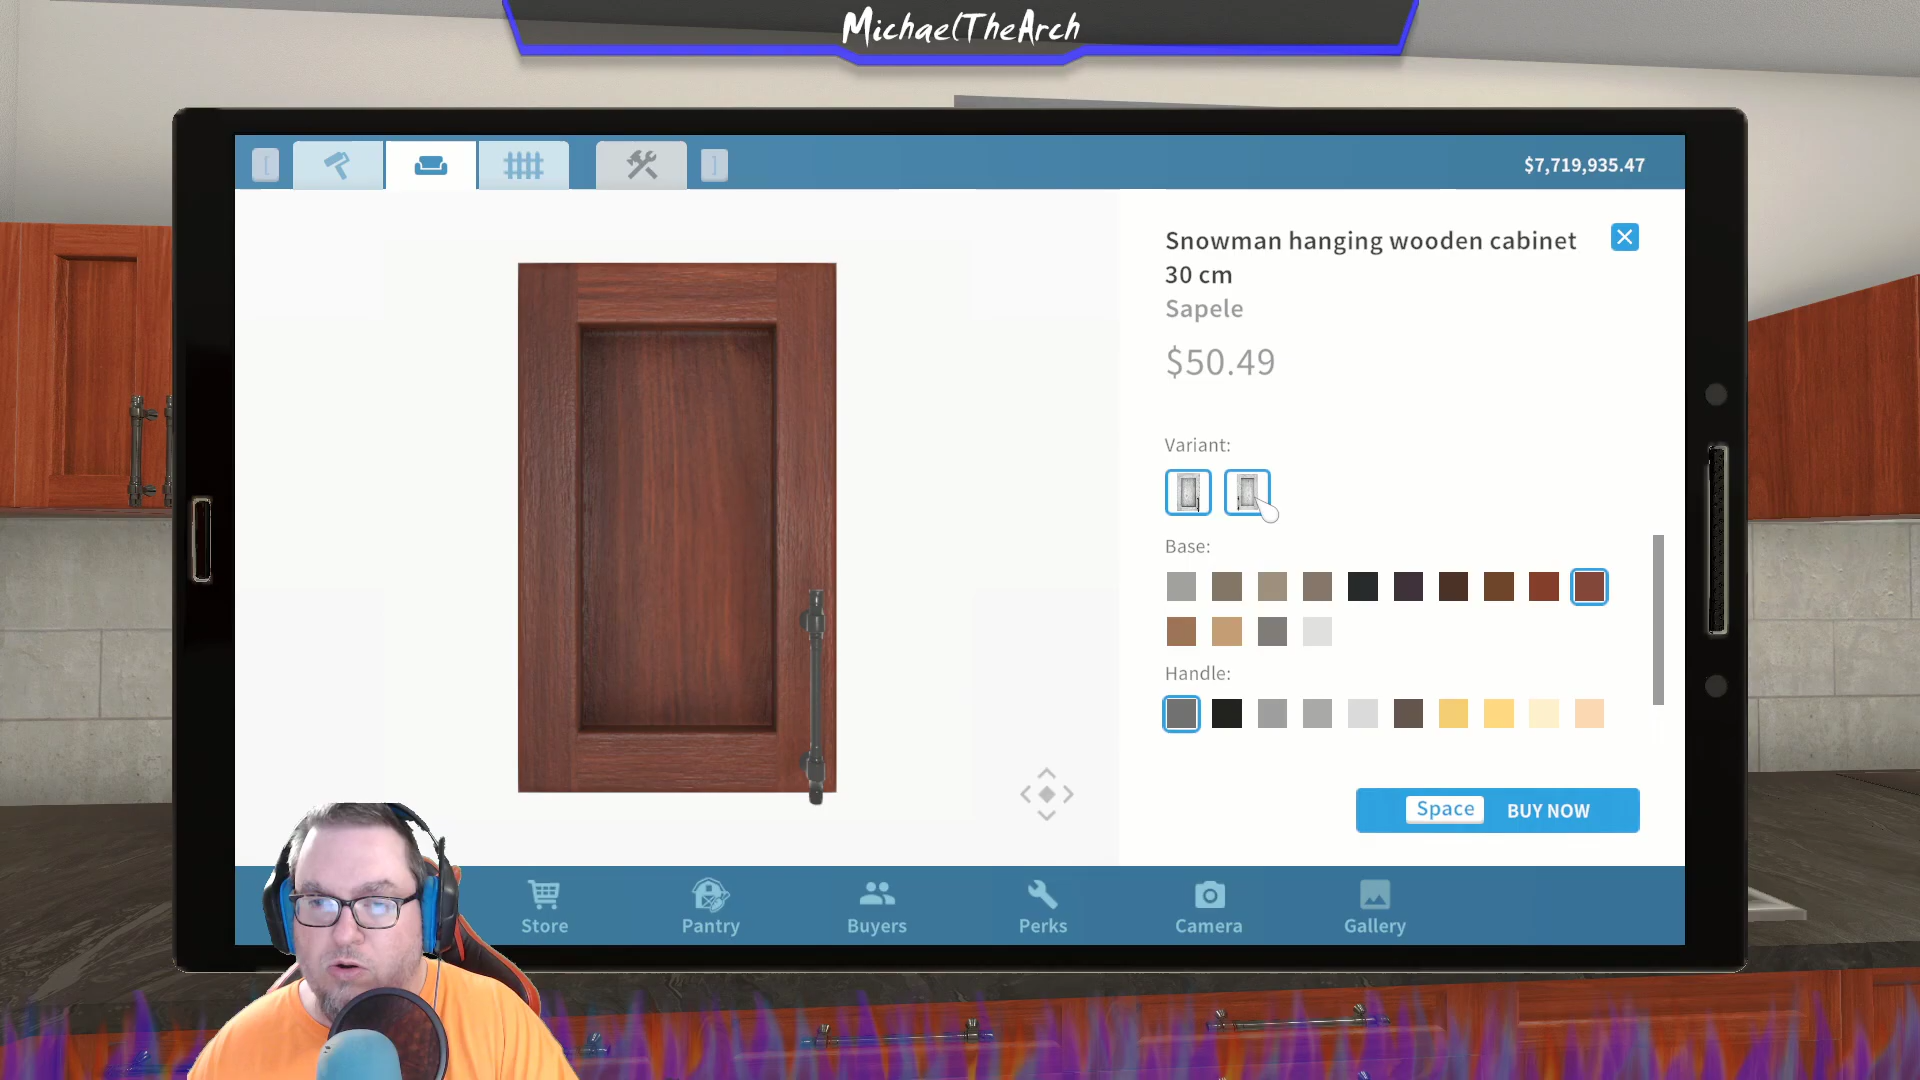 MichaelTheArch
[
]
$7,719,935.47
Snowman hanging wooden cabinet
30 cm
Sapele
$50.49
Variant:
Base:
Handle:
Space BUY NOW
Store
Pantry
Buyers
Perks
Camera
Gallery